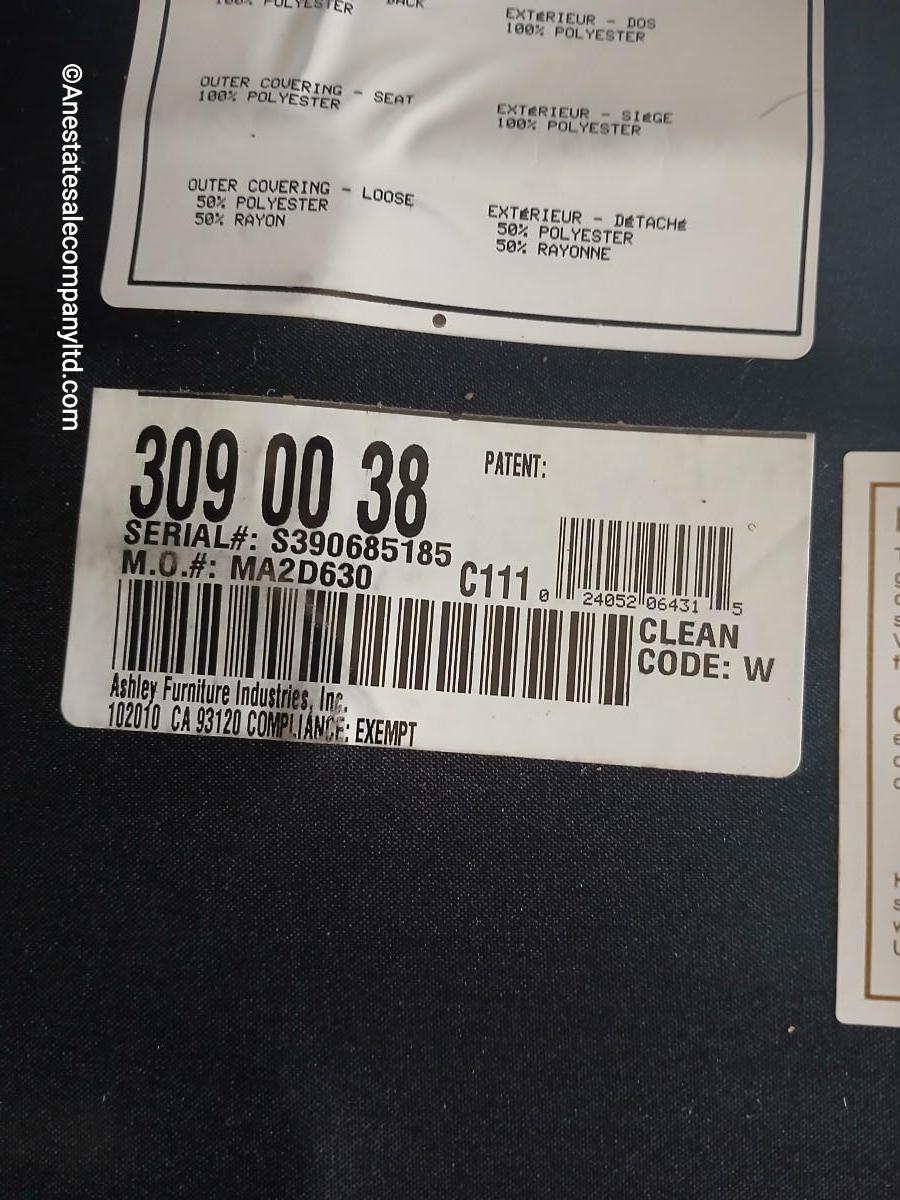 ©Anestatesalecompanyltd.com
100% POLYESTER
BACK
EXTÉRIEUR - DOS
100% POLYESTER
OUTER COVERING - SEAT
100% POLYESTER
EXTÉRIEUR - SIÉGE
100% POLYESTER
OUTER COVERING - LOOSE
50% POLYESTER
50% RAYON
EXTÉRIEUR - DÉTACHÉ
50% POLYESTER
50% RAYONNE
309 00 38
PATENT:
SERIAL#: S390685185
M.O.#: MA2D630
C111
0 24052 06431 5
CLEAN
CODE: W
Ashley Furniture Industries, Inc.
102010 CA 93120 COMPLIANCE: EXEMPT